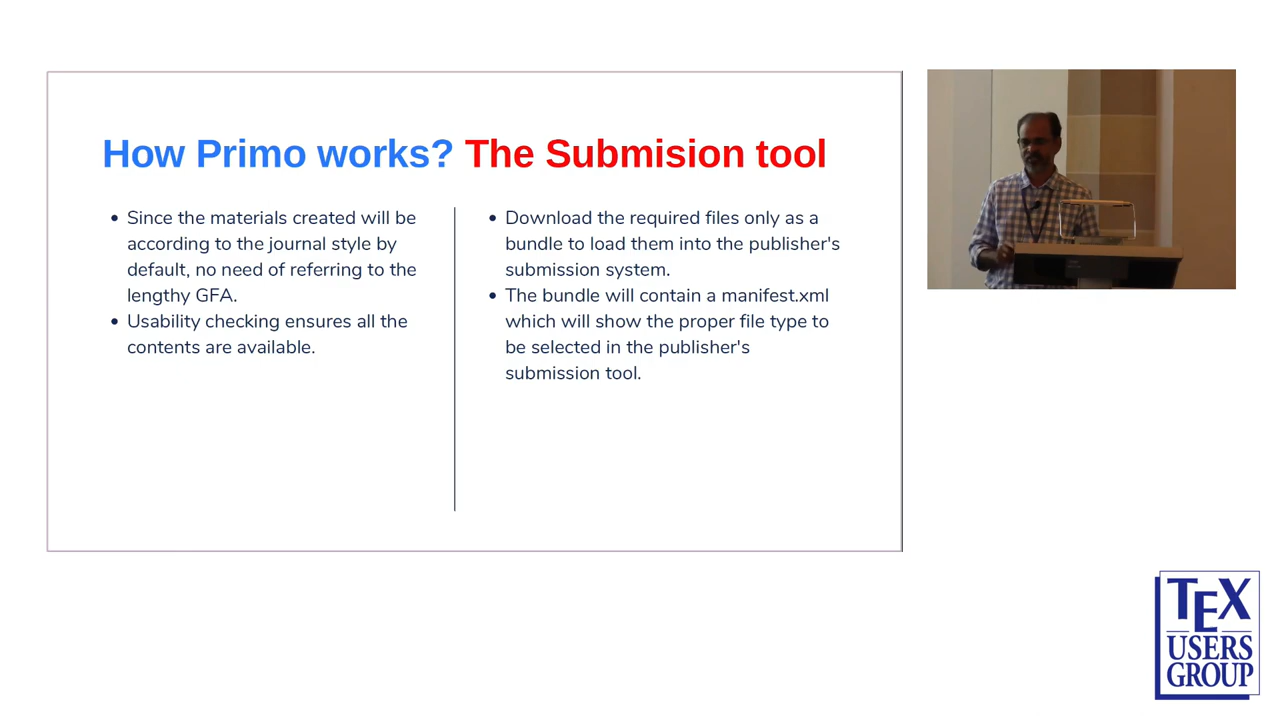 How Primo works? The Submision tool
Since the materials created will be
according to the journal style by
default, no need of referring to the
lengthy GFA.
Usability checking ensures all the
contents are available.
Download the required files only as a
bundle to load them into the publisher's
submission system.
The bundle will contain a manifest.xml
which will show the proper file type to
be selected in the publisher's
submission tool.
TEX
USERS
GROUP